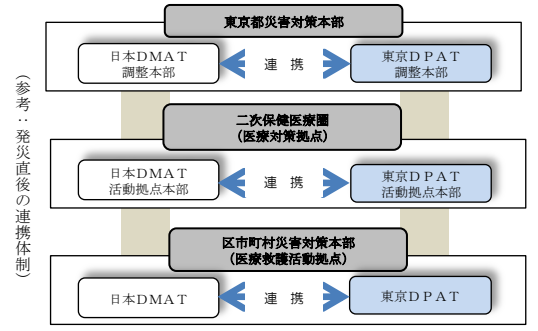 (参考:発災直後の連携体制)
東京都災害対策本部
日本DMAT
調整本部
連 携
東京DPAT
調整本部
二次保健医療圏
(医療対策拠点)
日本DMAT
活動拠点本部
連 携
東京DPAT
活動拠点本部
区市町村災害対策本部
(医療救護活動拠点)
日本DMAT
連 携
東京DPAT